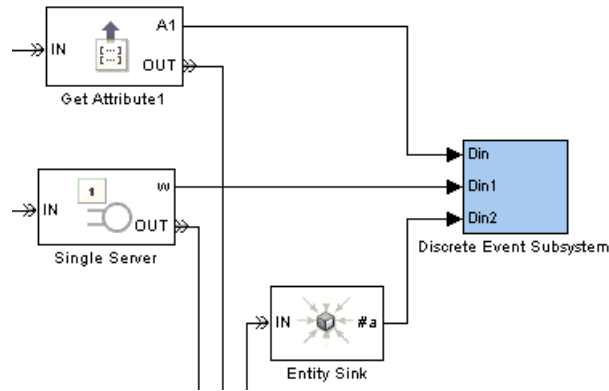 A1
IN
[...]
OUT
Get Attribute1
Din
1
w
Din1
IN
OUT
Din2
Single Server
Discrete Event Subsystem
IN
#a
Entity Sink